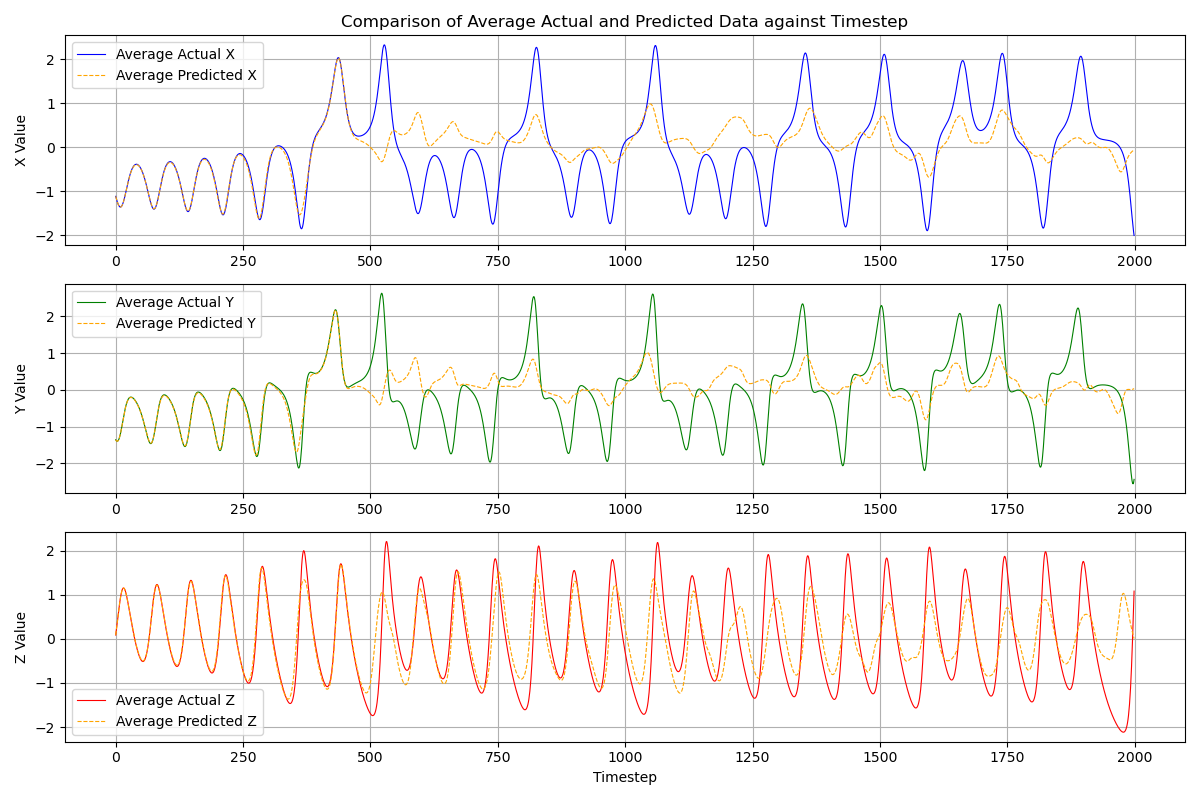 Comparison of Average Actual and Predicted Data against Timestep
X Value
2
1
0
−1
−2
Average Actual X
Average Predicted X
0 250 500 750 1000 1250 1500 1750 2000
Y Value
2
1
0
−1
−2
Average Actual Y
Average Predicted Y
0 250 500 750 1000 1250 1500 1750 2000
Z Value
2
1
0
−1
−2
Average Actual Z
Average Predicted Z
0 250 500 750 1000 1250 1500 1750 2000
Timestep